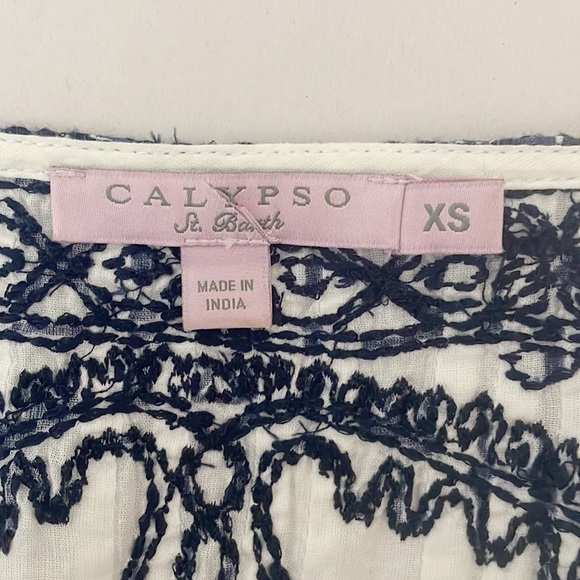 CALYPSO
St. Barth
XS
MADE IN
INDIA